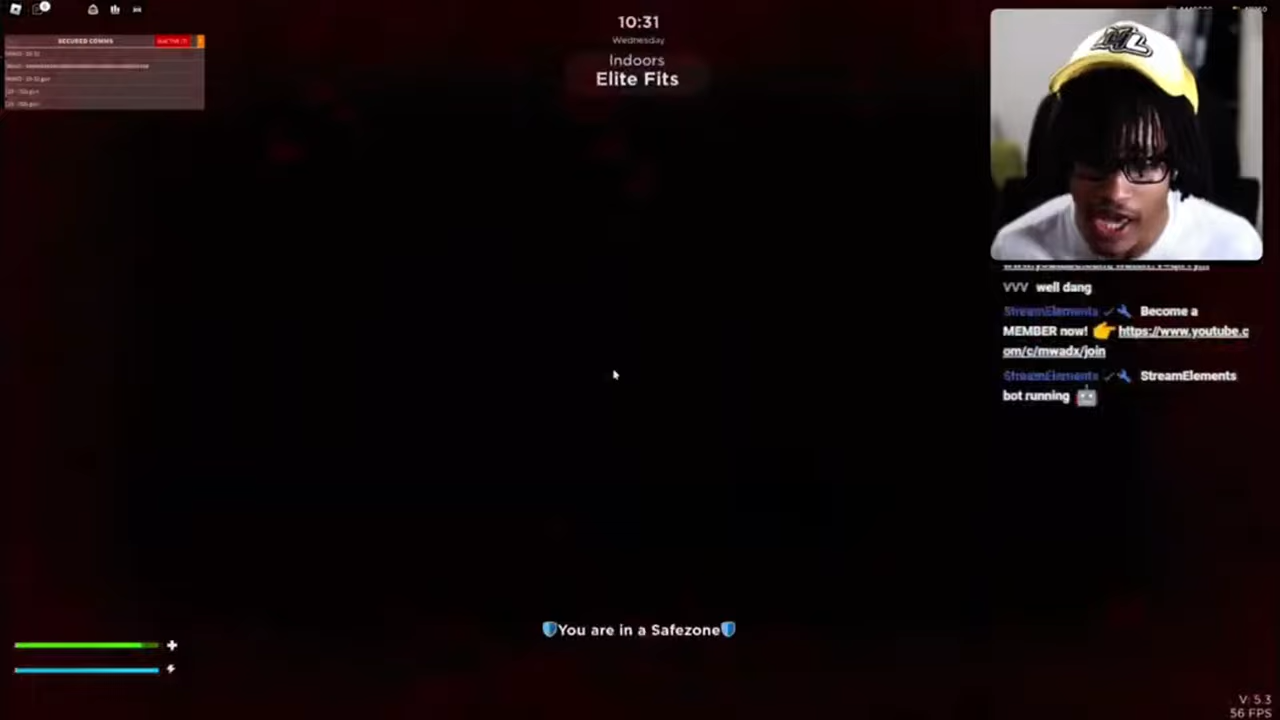 10:31
Wednesday
Indoors
Elite Fits
SECURED COMMS
VVV well dang
StreamElements Become a
MEMBER now! 👉 https://www.youtube.c
om/c/mwadx/join
StreamElements StreamElements
bot running 🤖
🛡️You are in a Safezone🛡️
V: 5.3
56 FPS